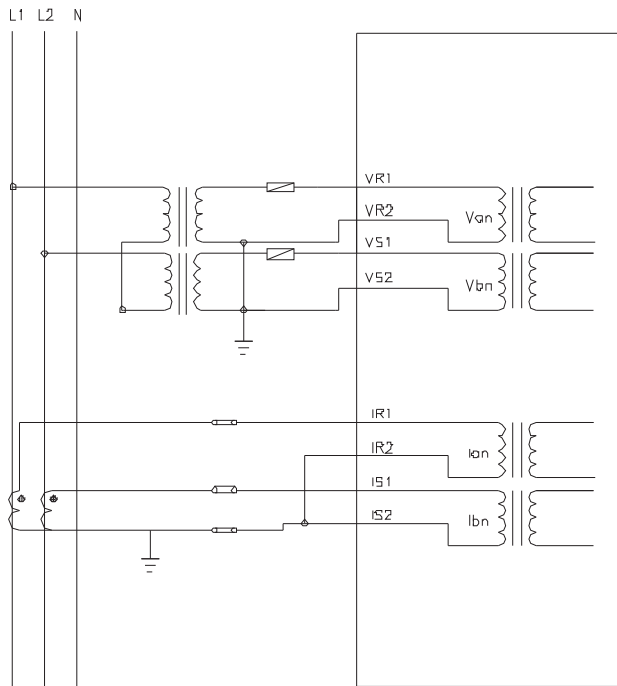 L1 L2 N
VR1
VR2
Van
VS1
VS2
Vbn
IR1
IR2
Ian
IS1
IS2
Ibn